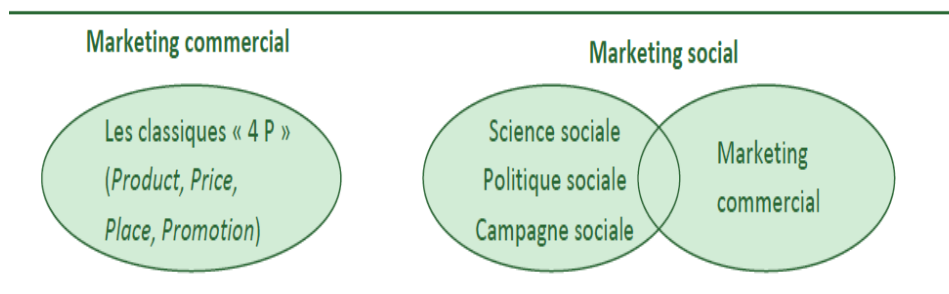 Marketing commercial
Les classiques « 4 P »
(Product, Price,
Place, Promotion)
Marketing social
Science sociale
Politique sociale
Campagne sociale
Marketing
commercial